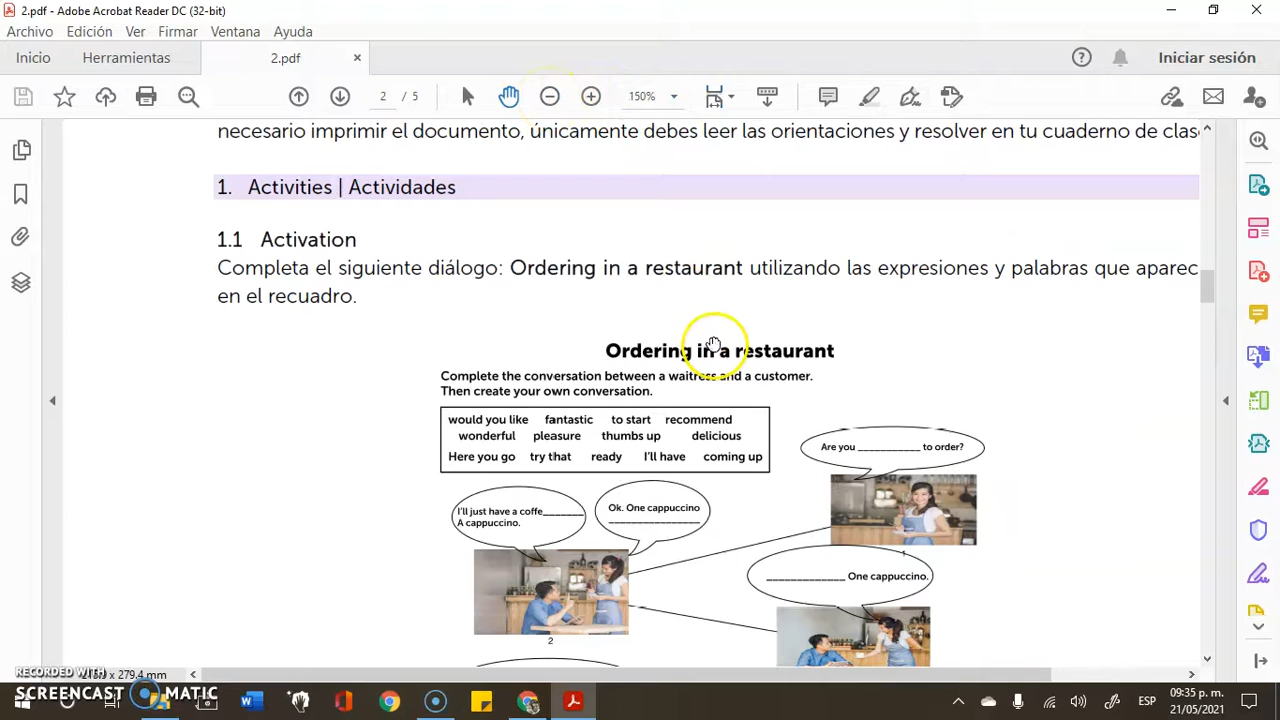 2.pdf - Adobe Acrobat Reader DC (32-bit)
Archivo Edición Ver Firmar Ventana Ayuda
Inicio Herramientas 2.pdf × Iniciar sesión
2 / 5 150%
necesario imprimir el documento, únicamente debes leer las orientaciones y resolver en tu cuaderno de clase
1. Activities | Actividades
1.1 Activation
Completa el siguiente diálogo: Ordering in a restaurant utilizando las expresiones y palabras que aparec
en el recuadro.
Ordering in a restaurant
Complete the conversation between a waitress and a customer.
Then create your own conversation.
would you like fantastic to start recommend
wonderful pleasure thumbs up delicious
Here you go try that ready I'll have coming up
Are you ___________ to order?
I'll just have a coffe_______
A cappuccino.
Ok. One cappuccino
________________
1
______________ One cappuccino.
2
RECORDED WITH
SCREENCAST MATIC
ESP
09:35 p. m.
21/05/2021